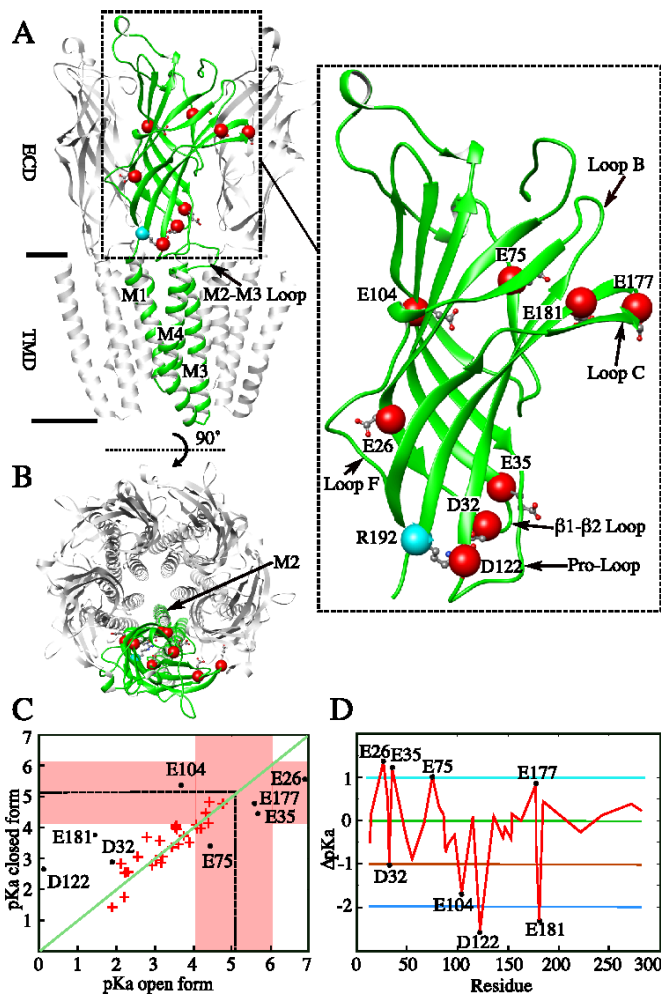 A
ECD
TMD
M1
M2-M3 Loop
M4
M3
90°
B
M2
Loop B
E75
E177
E104
E181
Loop C
E26
E35
Loop F
D32
β1-β2 Loop
R192
D122
Pro-Loop
C
pKa closed form
7
6
5
4
3
2
1
E104
E26
E177
E35
E181
D32
E75
D122
0 1 2 3 4 5 6 7
pKa open form
D
ΔpKa
1
0
-1
-2
E26
E35
E75
E177
D32
E104
D122
E181
0 50 100 150 200 250 300
Residue